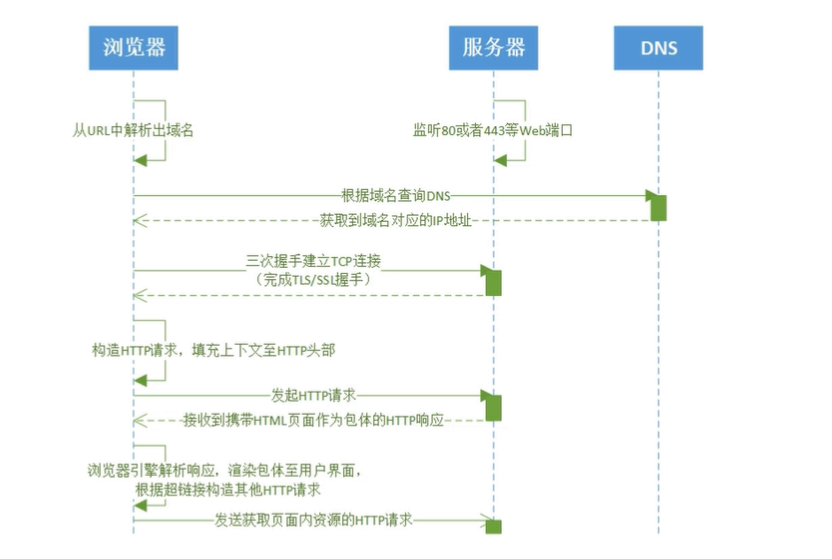 浏览器
服务器
DNS
从URL中解析出域名
监听80或者443等Web端口
根据域名查询DNS
获取到域名对应的IP地址
三次握手建立TCP连接
（完成TLS/SSL握手）
构造HTTP请求，填充上下文至HTTP头部
发起HTTP请求
接收到携带HTML页面作为包体的HTTP响应
浏览器引擎解析响应，渲染包体至用户界面，
根据超链接构造其他HTTP请求
发送获取页面内资源的HTTP请求